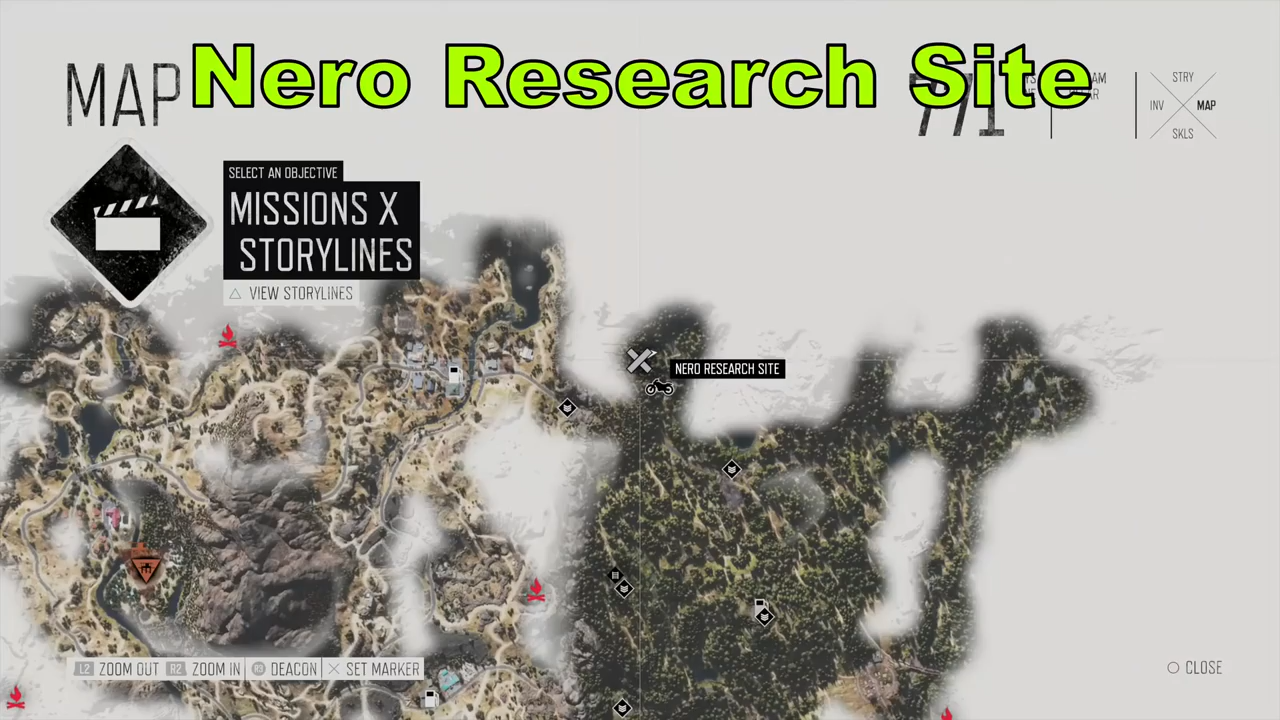 Nero Research Site
MAP
771
STRY
INV
MAP
SKLS
SELECT AN OBJECTIVE
MISSIONS X
STORYLINES
VIEW STORYLINES
NERO RESEARCH SITE
L2 ZOOM OUT R2 ZOOM IN R3 DEACON SET MARKER
CLOSE